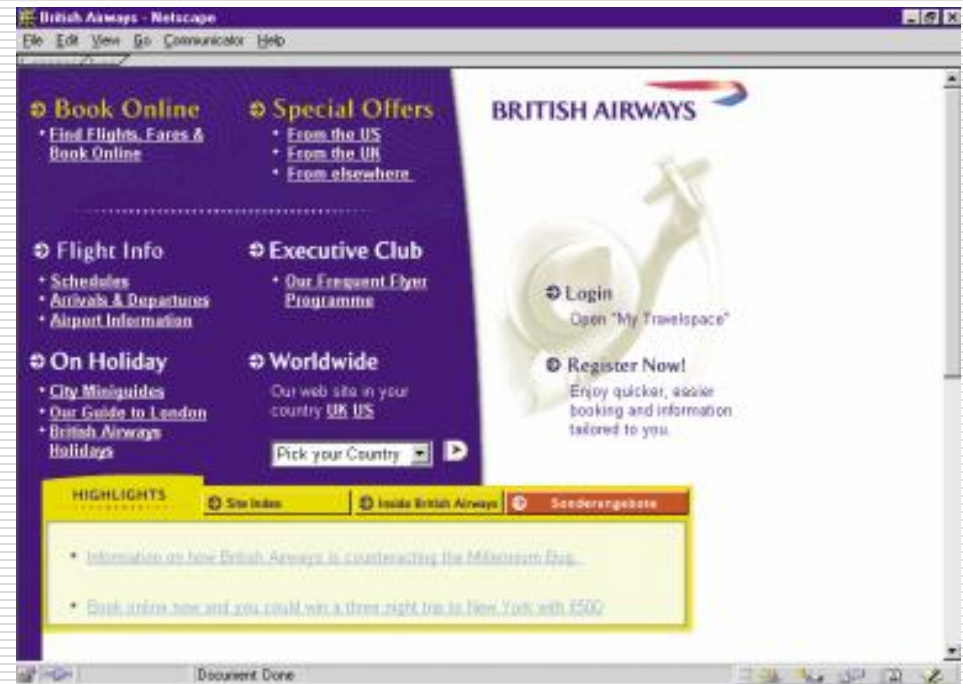 British Airways - Netscape
File Edit View Go Communicator Help
Book Online
Find Flights, Fares &
Book Online
Special Offers
From the US
From the UK
From elsewhere
BRITISH AIRWAYS
Flight Info
Schedules
Arrivals & Departures
Airport Information
Executive Club
Our Frequent Flyer
Programme
Login
Open "My Travelspace"
On Holiday
City Miniguides
Our Guide to London
British Airways
Holidays
Worldwide
Our web site in your
country UK US
Pick your Country
Register Now!
Enjoy quicker, easier
booking and information
tailored to you.
HIGHLIGHTS
Site Index
Inside British Airways
Sonderangebote
Information on how British Airways is counteracting the Millennium Bug.
Book online now and you could win a three night trip to New York with £500
Document Done